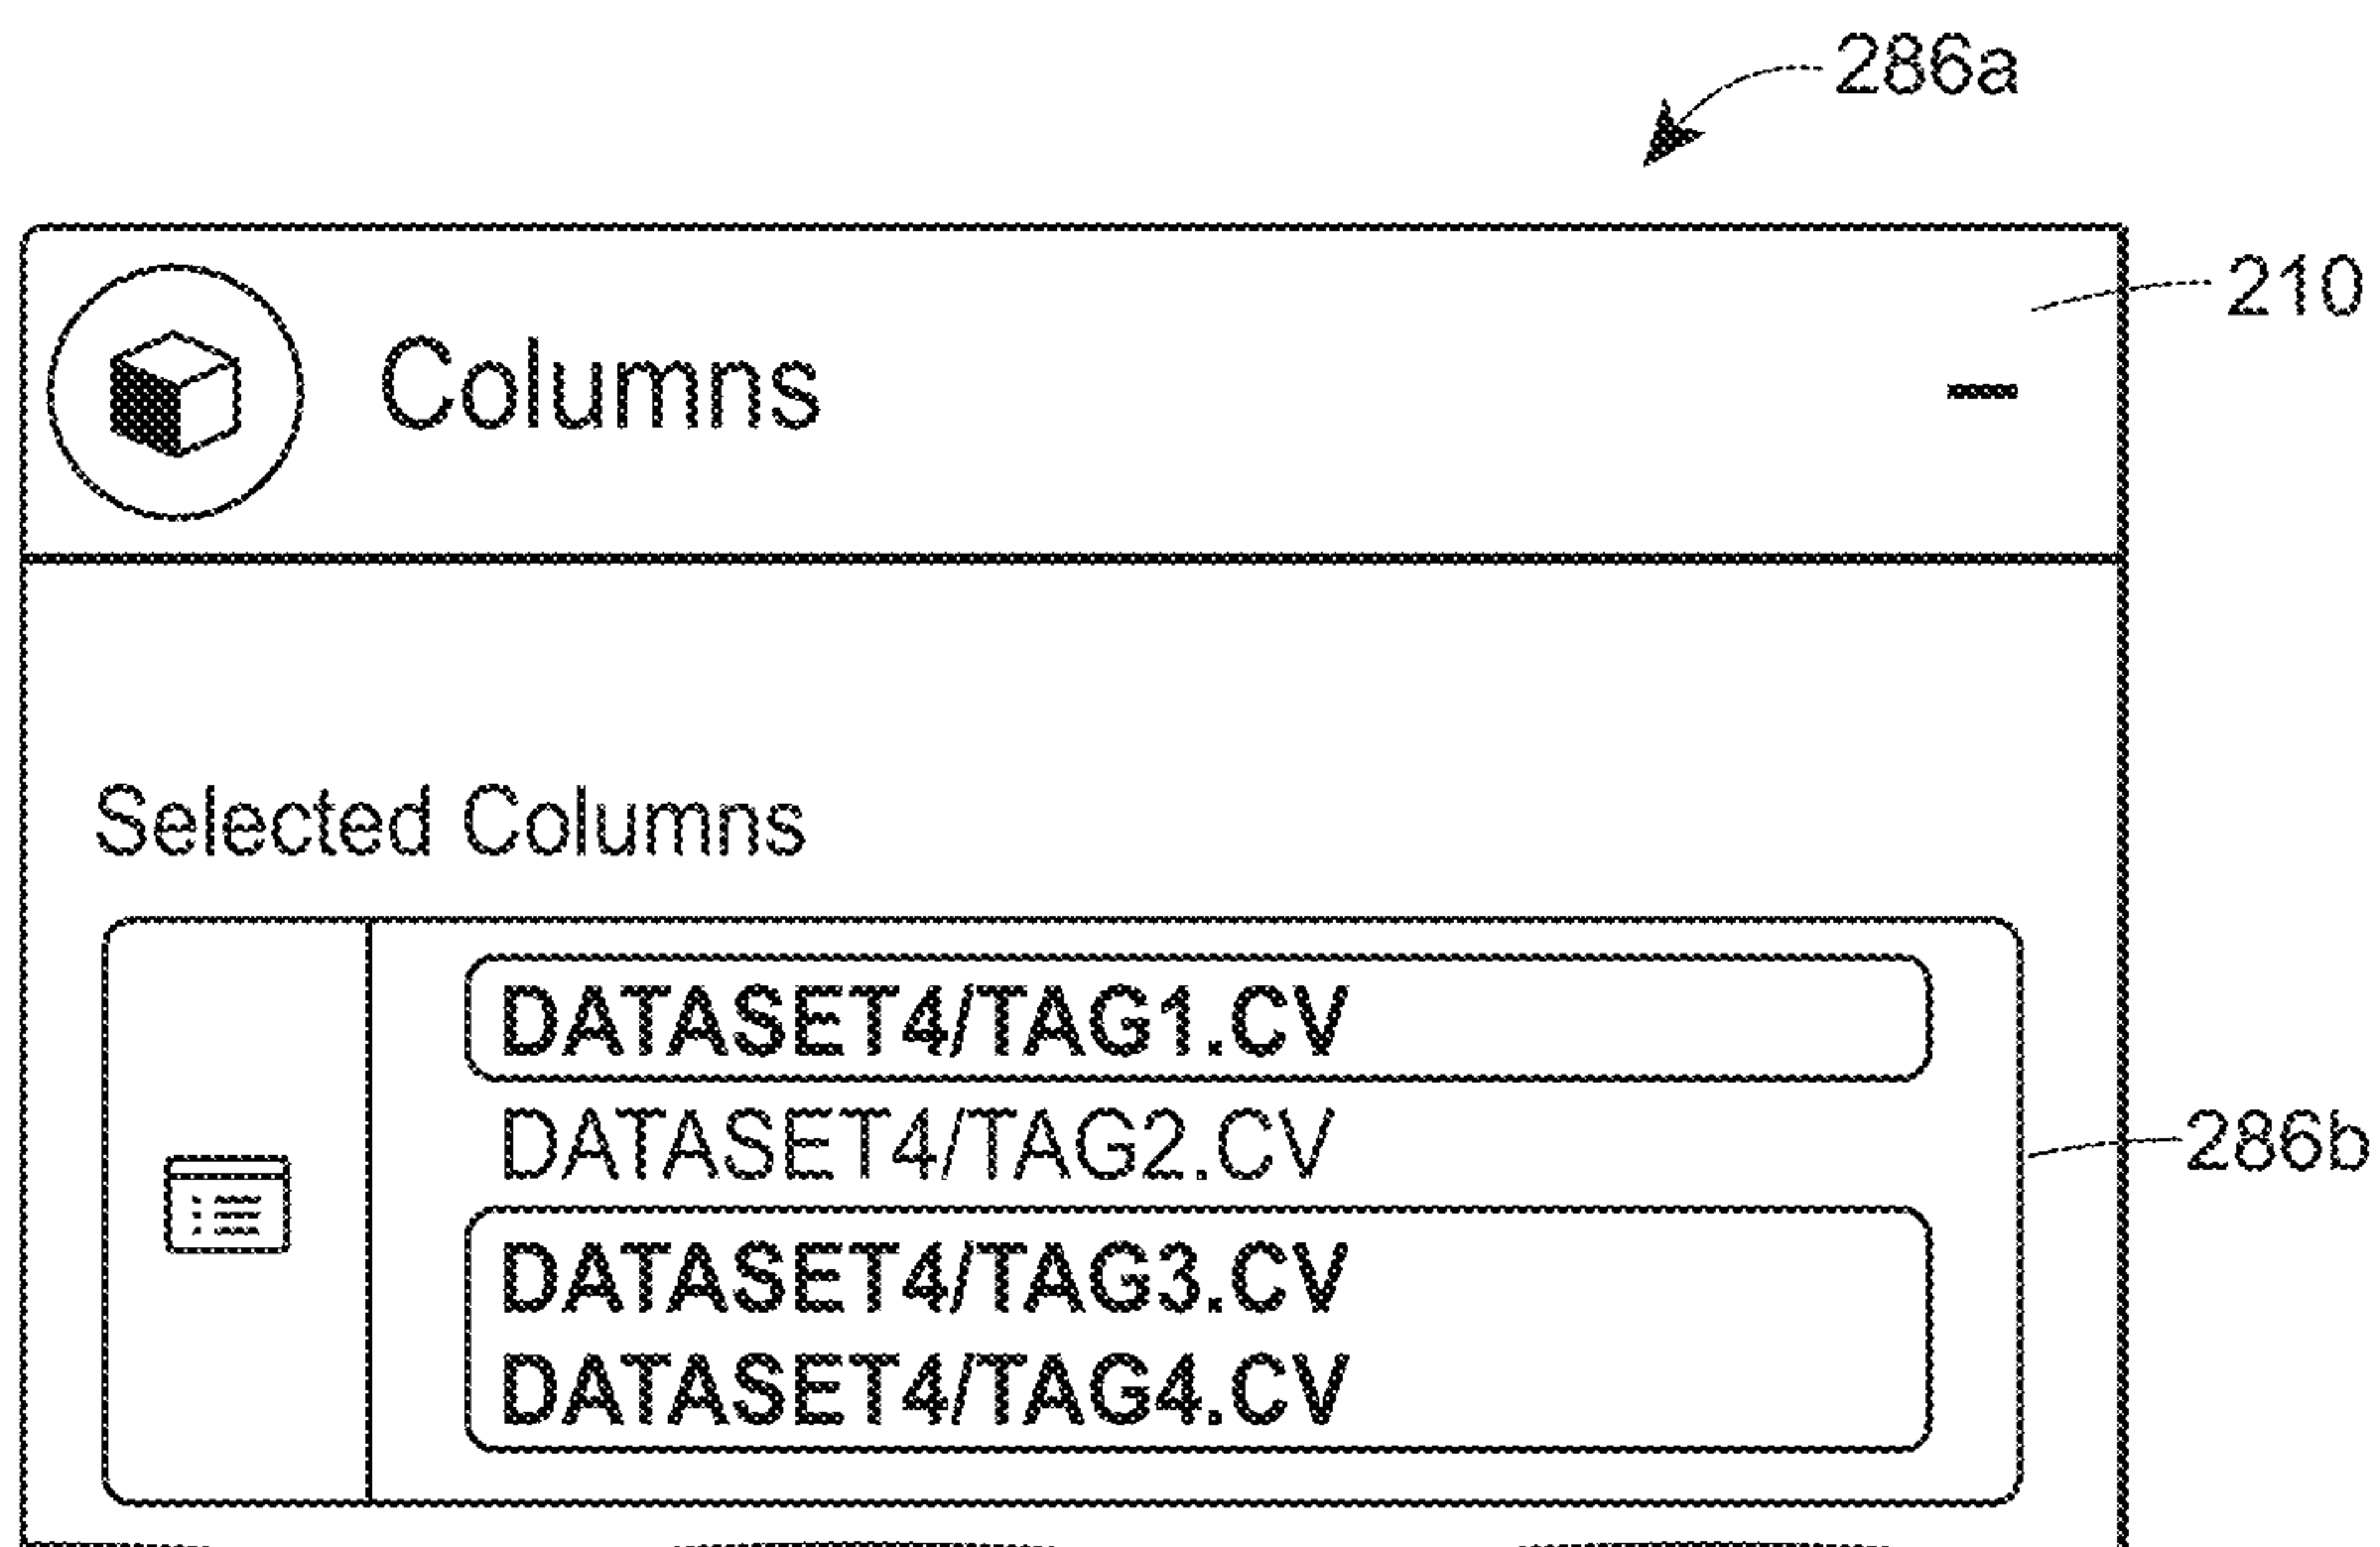 286a
210
Columns
Selected Columns
DATASET4/TAG1.CV
DATASET4/TAG2.CV
286b
DATASET4/TAG3.CV
DATASET4/TAG4.CV